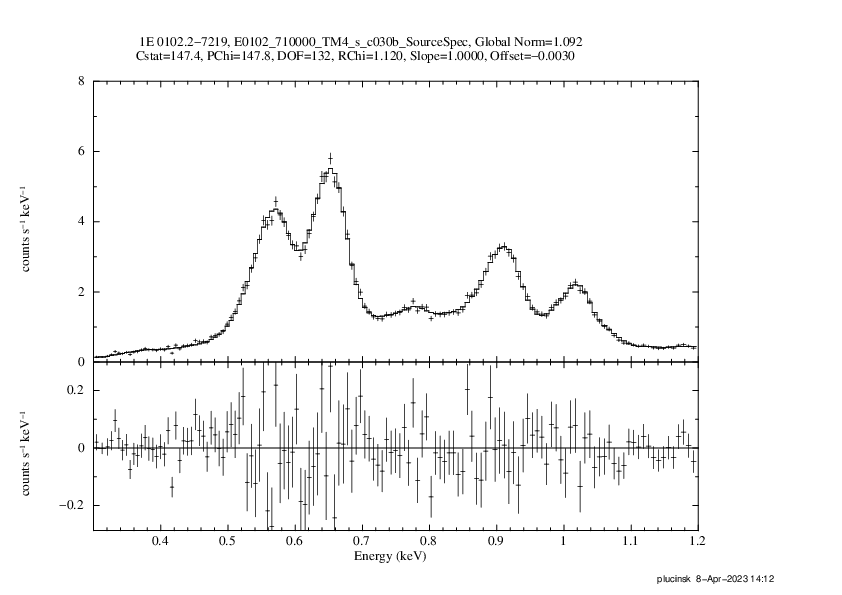 1E 0102.2−7219, E0102_710000_TM4_s_c030b_SourceSpec, Global Norm=1.092
Cstat=147.4, PChi=147.8, DOF=132, RChi=1.120, Slope=1.0000, Offset=−0.0030
8
6
4
2
0
counts s⁻¹ keV⁻¹
0.2
0
−0.2
counts s⁻¹ keV⁻¹
0.4 0.5 0.6 0.7 0.8 0.9 1 1.1 1.2
Energy (keV)
plucinsk 8−Apr−2023 14:12